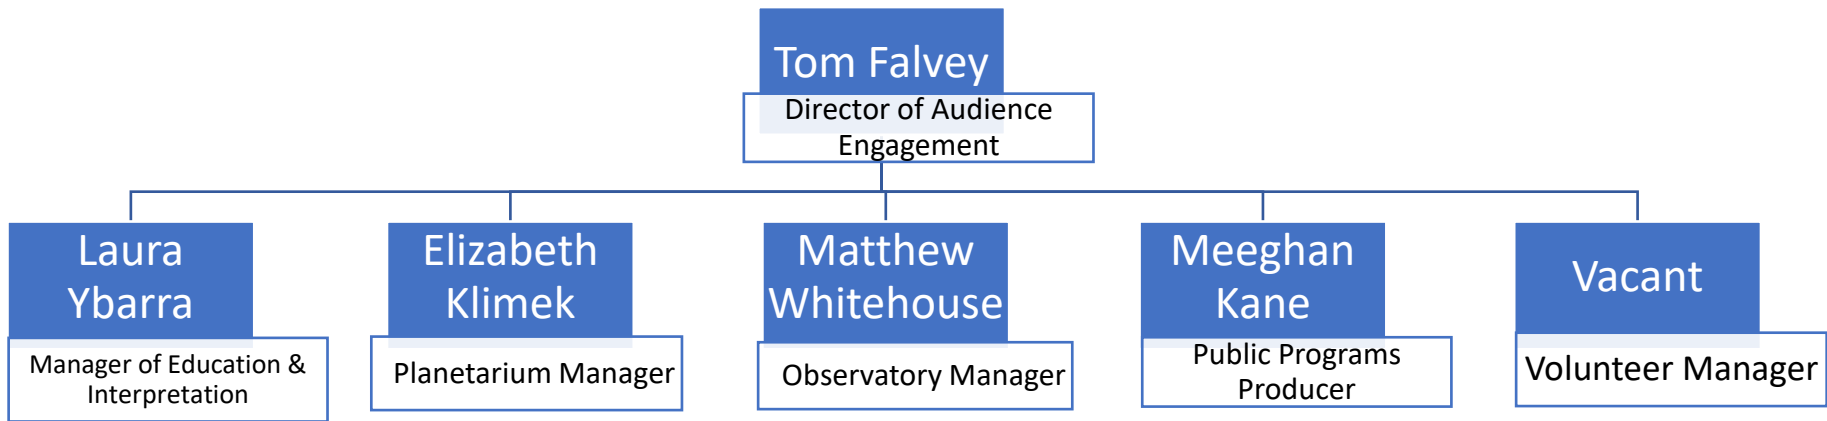 Tom Falvey
Director of Audience
Engagement
Laura
Ybarra
Manager of Education &
Interpretation
Elizabeth
Klimek
Planetarium Manager
Matthew
Whitehouse
Observatory Manager
Meeghan
Kane
Public Programs
Producer
Vacant
Volunteer Manager